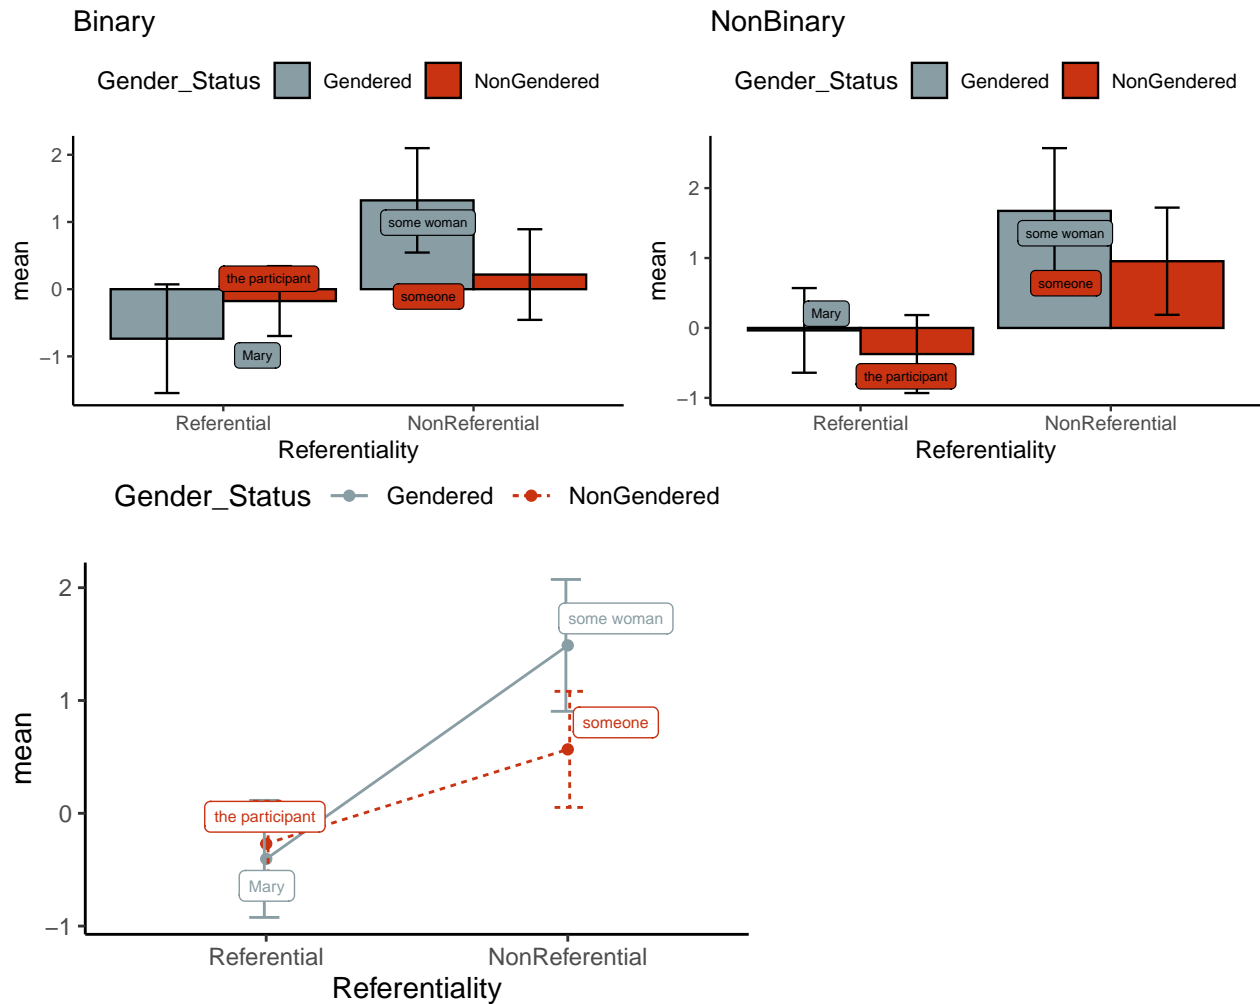 Binary
Gender_Status Gendered NonGendered
mean
2
1
0
−1
some woman
the participant
someone
Mary
Referential NonReferential
Referentiality
NonBinary
Gender_Status Gendered NonGendered
mean
2
1
0
−1
some woman
someone
Mary
the participant
Referential NonReferential
Referentiality
Gender_Status Gendered NonGendered
mean
2
1
0
−1
some woman
someone
the participant
Mary
Referential NonReferential
Referentiality